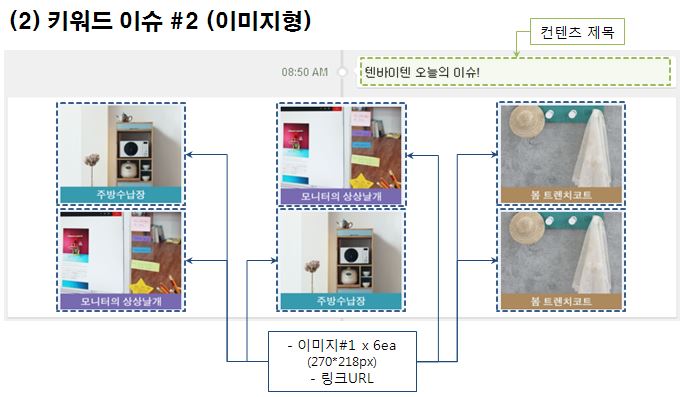 (2) 키워드 이슈 #2 (이미지형)
컨텐츠 제목
08:50 AM
텐바이텐 오늘의 이슈!
주방수납장
모니터의 상상날개
봄 트렌치코트
모니터의 상상날개
주방수납장
봄 트렌치코트
- 이미지#1 x 6ea
(270*218px)
- 링크URL